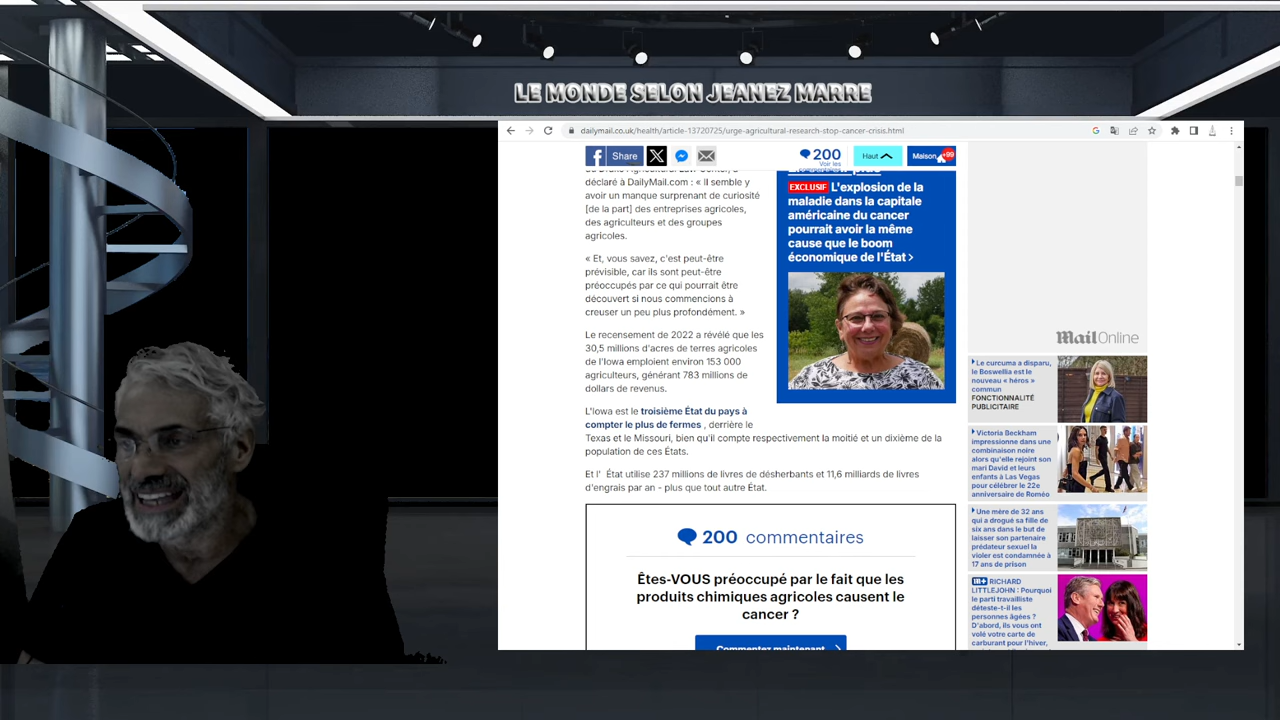 LE MONDE SELON JEANEZ MARRE
dailymail.co.uk/health/article-13720725/urge-agricultural-research-stop-cancer-crisis.html
Share
200
Voir les
Haut
Maison
+99
déclaré à DailyMail.com : « Il semble y
avoir un manque surprenant de curiosité
[de la part] des entreprises agricoles,
des agriculteurs et des groupes
agricoles.
« Et, vous savez, c'est peut-être
prévisible, car ils sont peut-être
préoccupés par ce qui pourrait être
découvert si nous commencions à
creuser un peu plus profondément. »
Le recensement de 2022 a révélé que les
30,5 millions d'acres de terres agricoles
de l'Iowa emploient environ 153 000
agriculteurs, générant 783 millions de
dollars de revenus.
L'Iowa est le troisième État du pays à
compter le plus de fermes , derrière le
Texas et le Missouri, bien qu'il compte respectivement la moitié et un dixième de la
population de ces États.
Et l' État utilise 237 millions de livres de désherbants et 11,6 milliards de livres
d'engrais par an - plus que tout autre État.
EXCLUSIF L'explosion de la
maladie dans la capitale
américaine du cancer
pourrait avoir la même
cause que le boom
économique de l'État >
200 commentaires
Êtes-VOUS préoccupé par le fait que les
produits chimiques agricoles causent le
cancer ?
Commentez maintenant
Mail Online
Le curcuma a disparu,
le Boswellia est le
nouveau « héros »
commun
FONCTIONNALITÉ
PUBLICITAIRE
Victoria Beckham
impressionne dans une
combinaison noire
alors qu'elle rejoint son
mari David et leurs
enfants à Las Vegas
pour célébrer le 22e
anniversaire de Roméo
Une mère de 32 ans
qui a drogué sa fille de
six ans dans le but de
laisser son partenaire
prédateur sexuel la
violer est condamnée à
17 ans de prison
RICHARD
LITTLEJOHN : Pourquoi
le parti travailliste
déteste-t-il les
personnes âgées ?
D'abord, ils vous ont
volé votre carte de
carburant pour l'hiver,